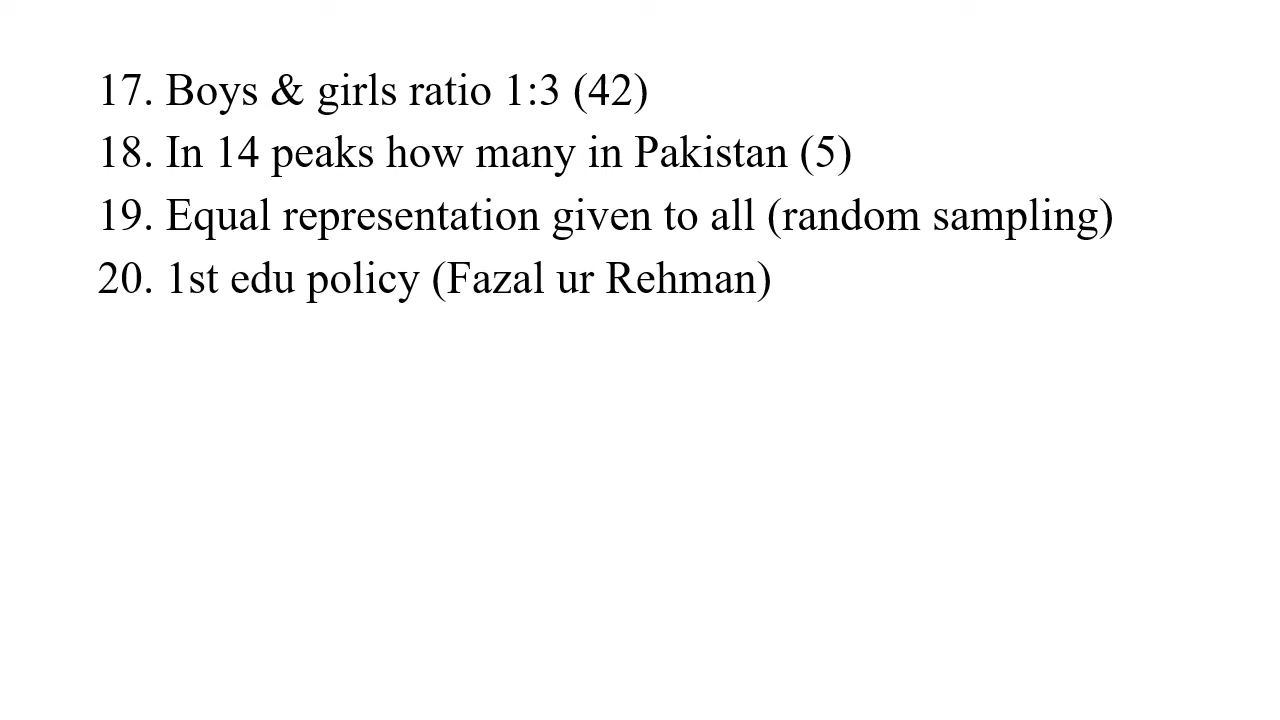 17. Boys & girls ratio 1:3 (42)
18. In 14 peaks how many in Pakistan (5)
19. Equal representation given to all (random sampling)
20. 1st edu policy (Fazal ur Rehman)